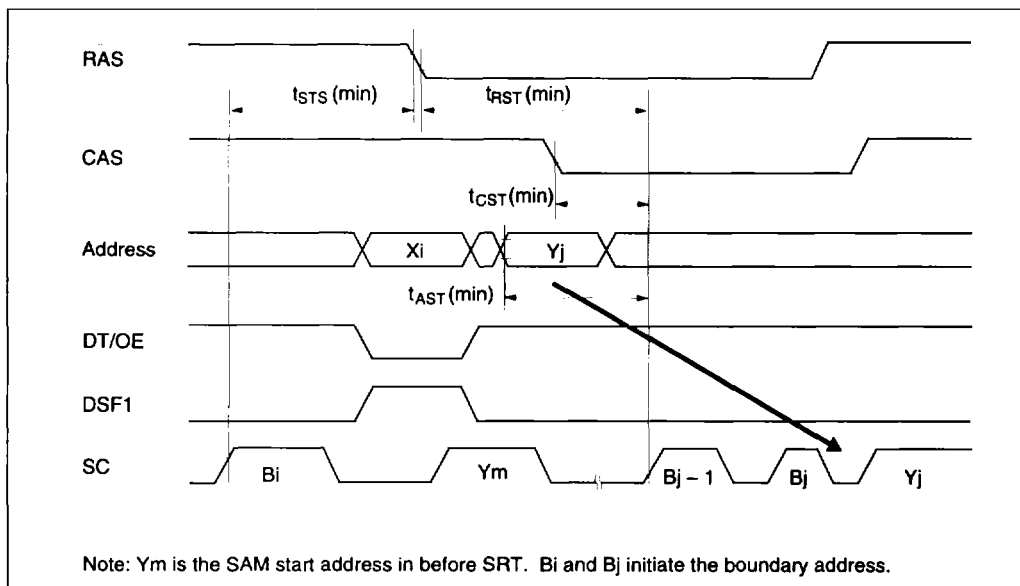 RAS
tSTS (min) tRST (min)
CAS
tCST (min)
Address Xi Yj
tAST (min)
DT/OE
DSF1
SC Bi Ym Bj – 1 Bj Yj
Note: Ym is the SAM start address in before SRT. Bi and Bj initiate the boundary address.